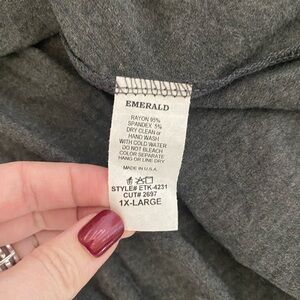 EMERALD
RAYON 95%
SPANDEX 5%
DRY CLEAN or
HAND WASH
WITH COLD WATER
DO NOT BLEACH
COLOR SEPARATE
HANG OR LINE DRY
MADE IN U.S.A.
STYLE# ETK-4231
CUT# 2697
1X-LARGE